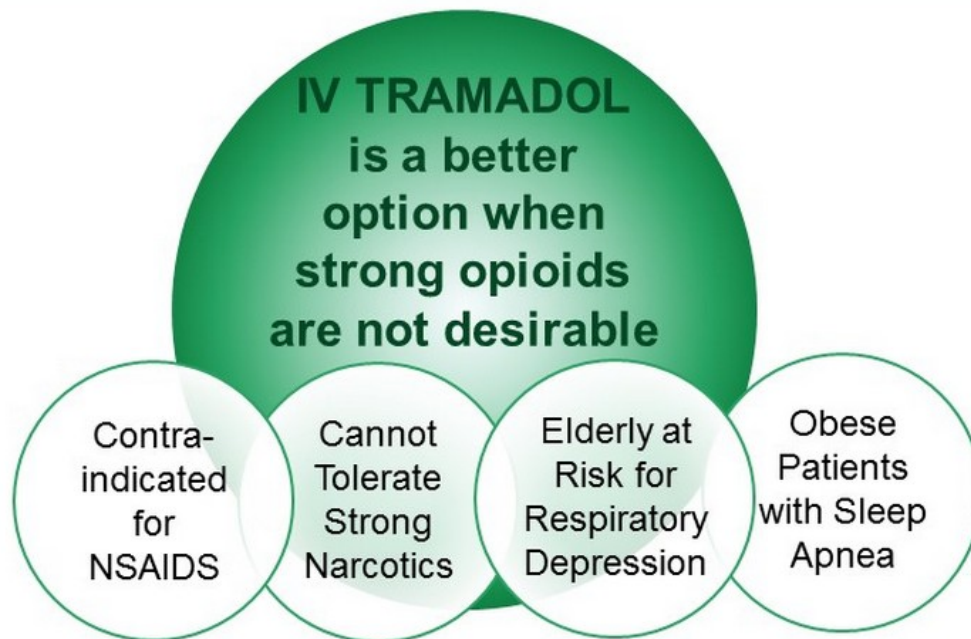 IV TRAMADOL
is a better
option when
strong opioids
are not desirable
Contra-
indicated
for
NSAIDS
Cannot
Tolerate
Strong
Narcotics
Elderly at
Risk for
Respiratory
Depression
Obese
Patients
with Sleep
Apnea